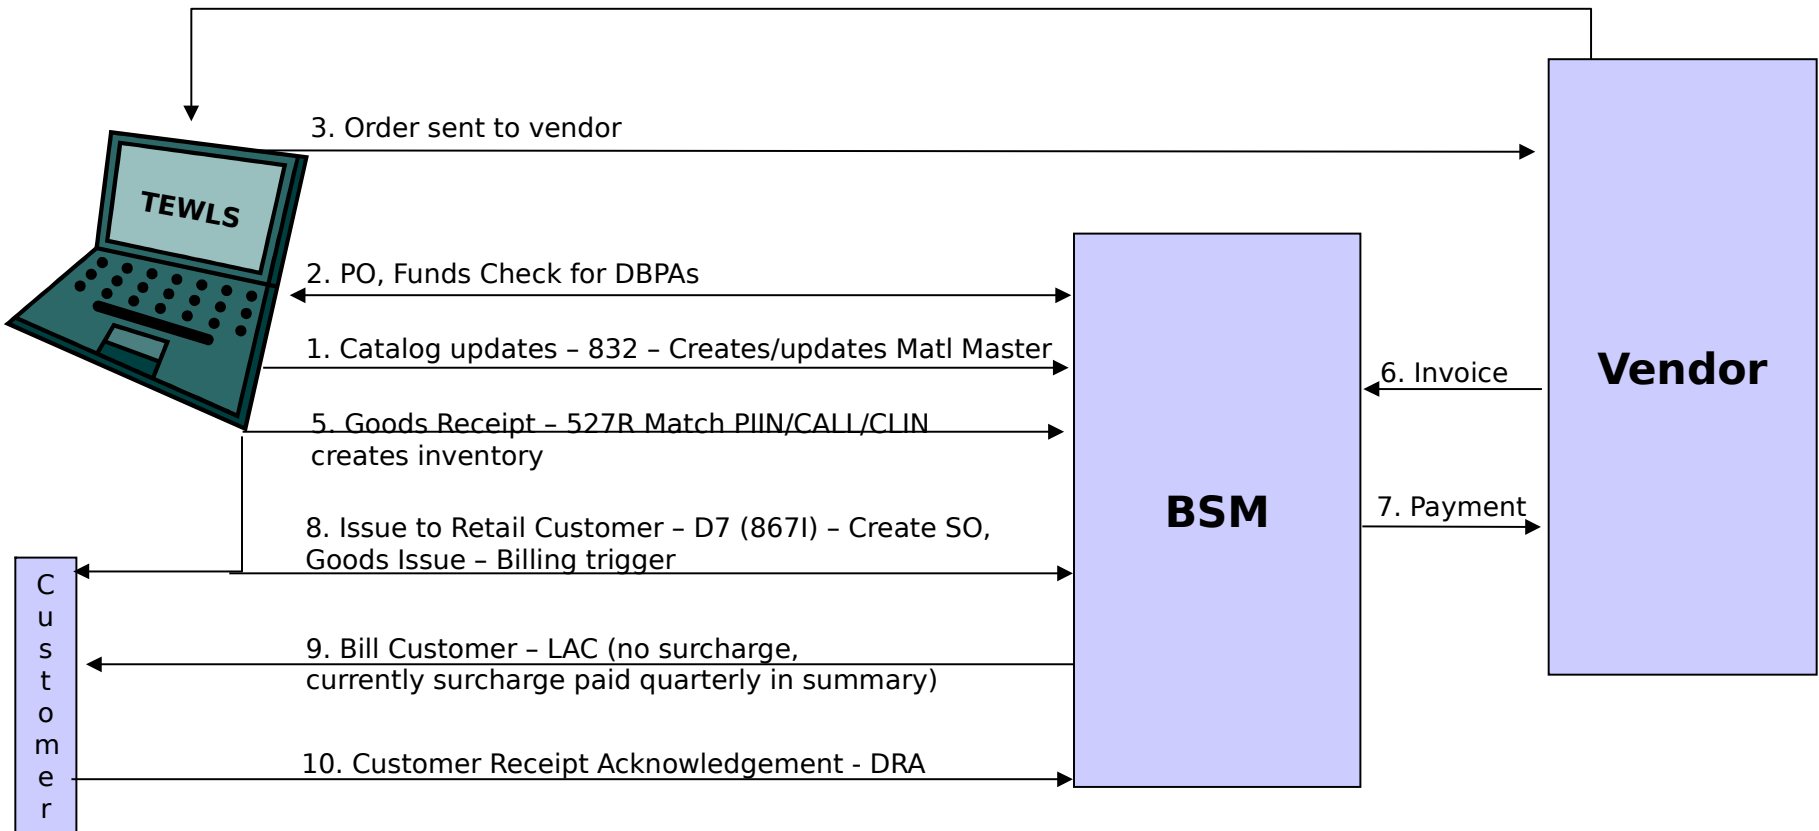 3. Order sent to vendor
TEWLS
2. PO, Funds Check for DBPAs
1. Catalog updates – 832 – Creates/updates Matl Master
6. Invoice
Vendor
5. Goods Receipt – 527R Match PIIN/CALL/CLIN
creates inventory
BSM
7. Payment
8. Issue to Retail Customer – D7 (867I) – Create SO,
Goods Issue – Billing trigger
Customer
9. Bill Customer – LAC (no surcharge,
currently surcharge paid quarterly in summary)
10. Customer Receipt Acknowledgement - DRA